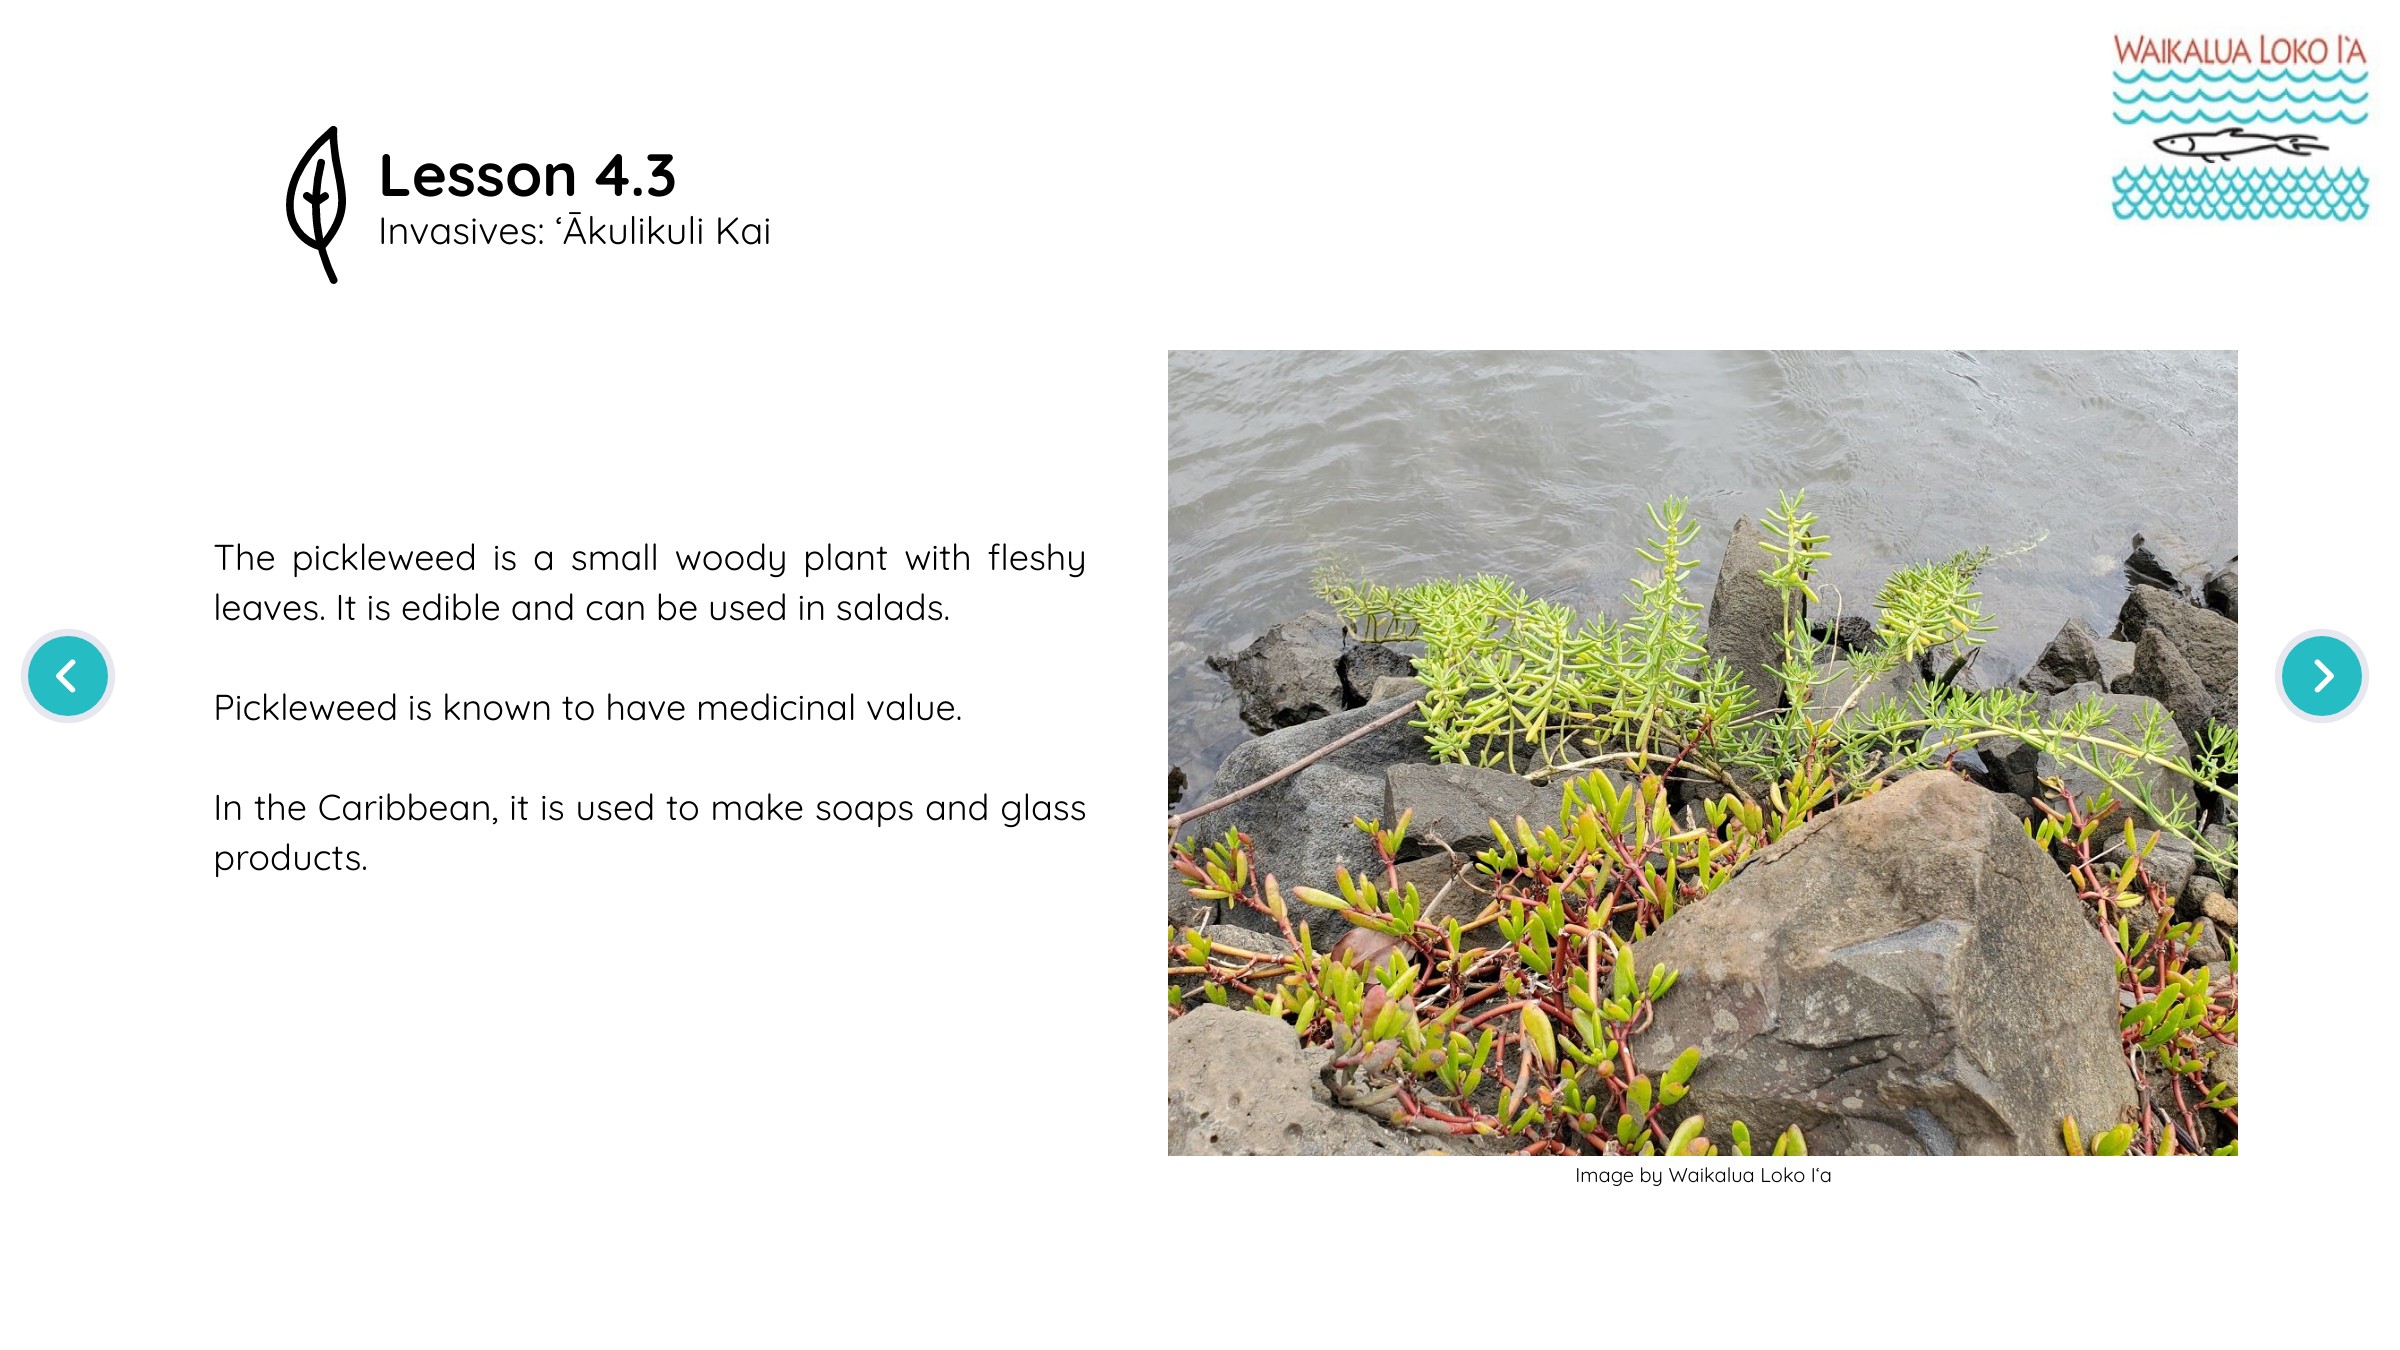 WAIKALUA LOKO I'A
Lesson 4.3
Invasives: ʻĀkulikuli Kai
The pickleweed is a small woody plant with fleshy
leaves. It is edible and can be used in salads.
Pickleweed is known to have medicinal value.
In the Caribbean, it is used to make soaps and glass
products.
Image by Waikalua Loko Iʻa